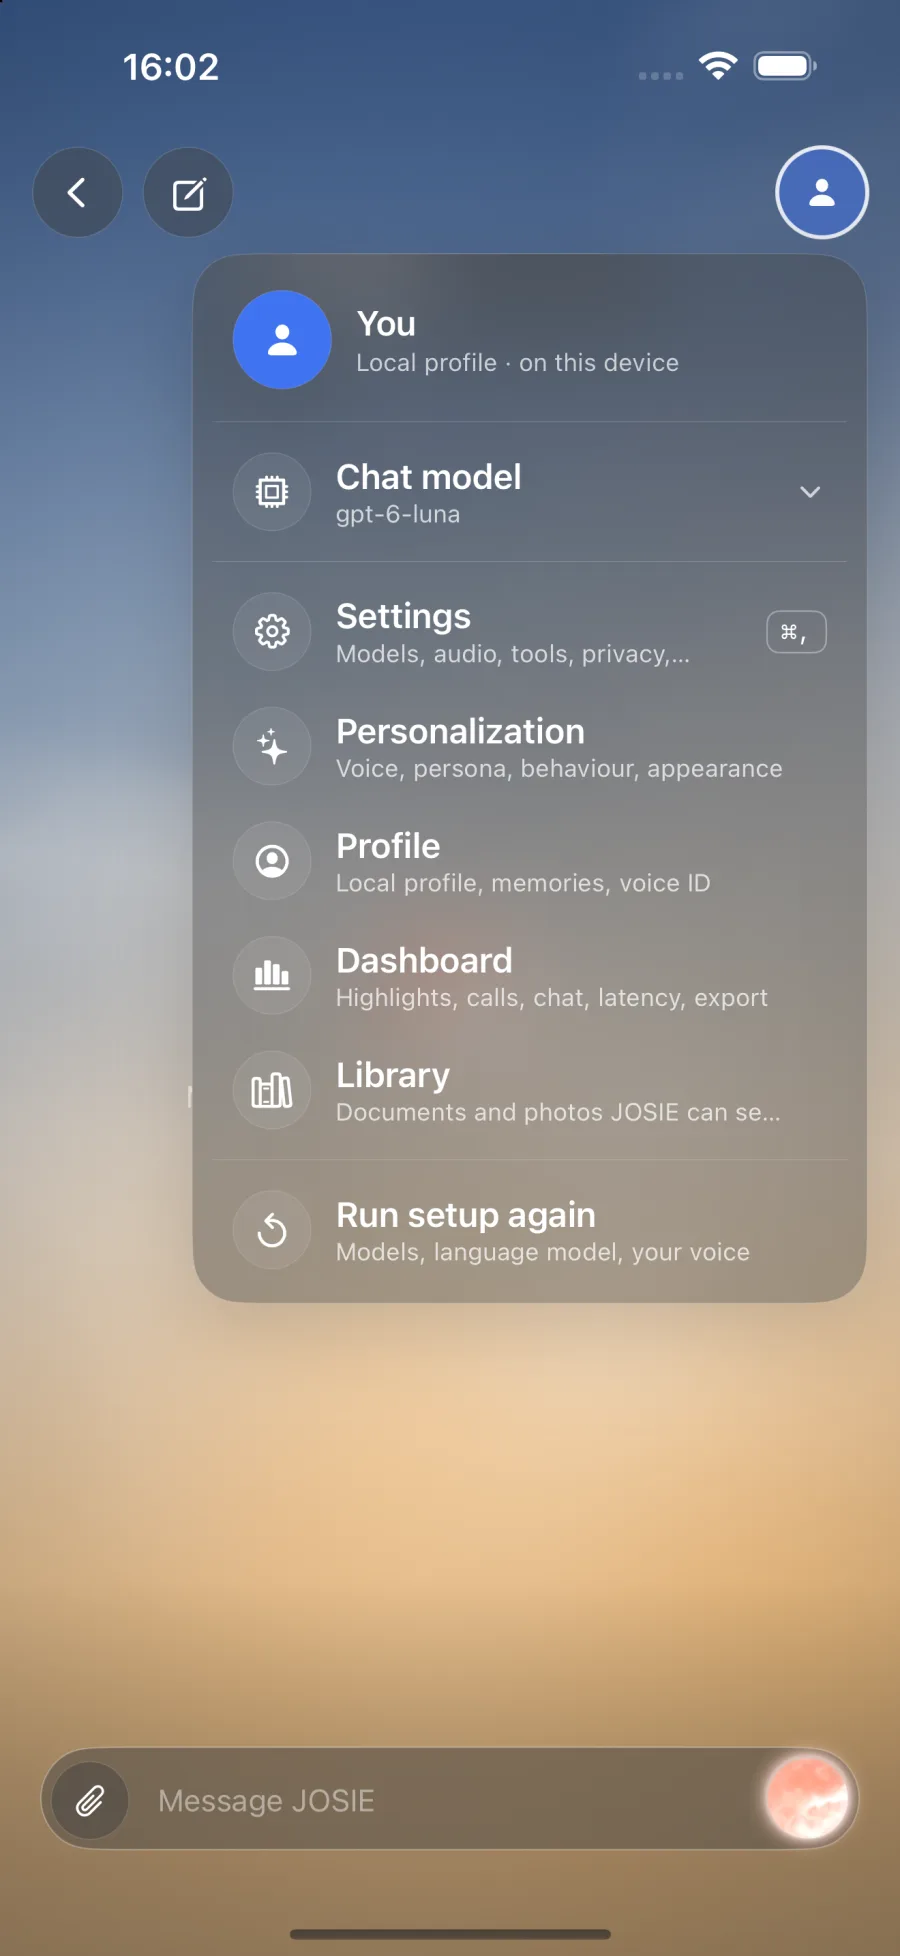 16:02
You
Local profile · on this device
Chat model
gpt-6-luna
Settings
Models, audio, tools, privacy,...
⌘,
Personalization
Voice, persona, behaviour, appearance
Profile
Local profile, memories, voice ID
Dashboard
Highlights, calls, chat, latency, export
Library
Documents and photos JOSIE can se...
Run setup again
Models, language model, your voice
Message JOSIE